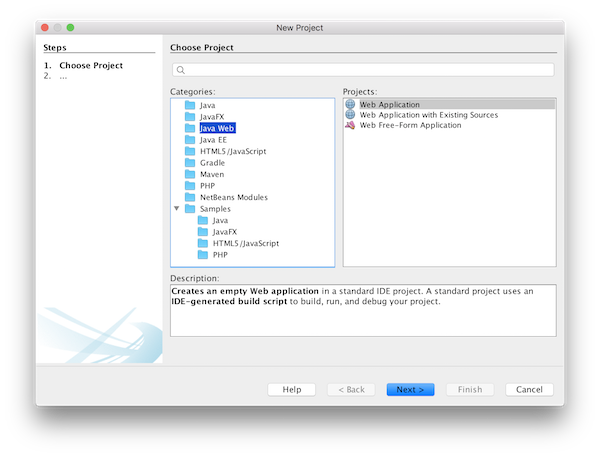 New Project
Steps
1. Choose Project
2. ...
Choose Project
Categories:
Java
JavaFX
Java Web
Java EE
HTML5/JavaScript
Gradle
Maven
PHP
NetBeans Modules
Samples
Java
JavaFX
HTML5/JavaScript
PHP
Projects:
Web Application
Web Application with Existing Sources
Web Free-Form Application
Description:
Creates an empty Web application in a standard IDE project. A standard project uses an
IDE-generated build script to build, run, and debug your project.
Help
< Back
Next >
Finish
Cancel